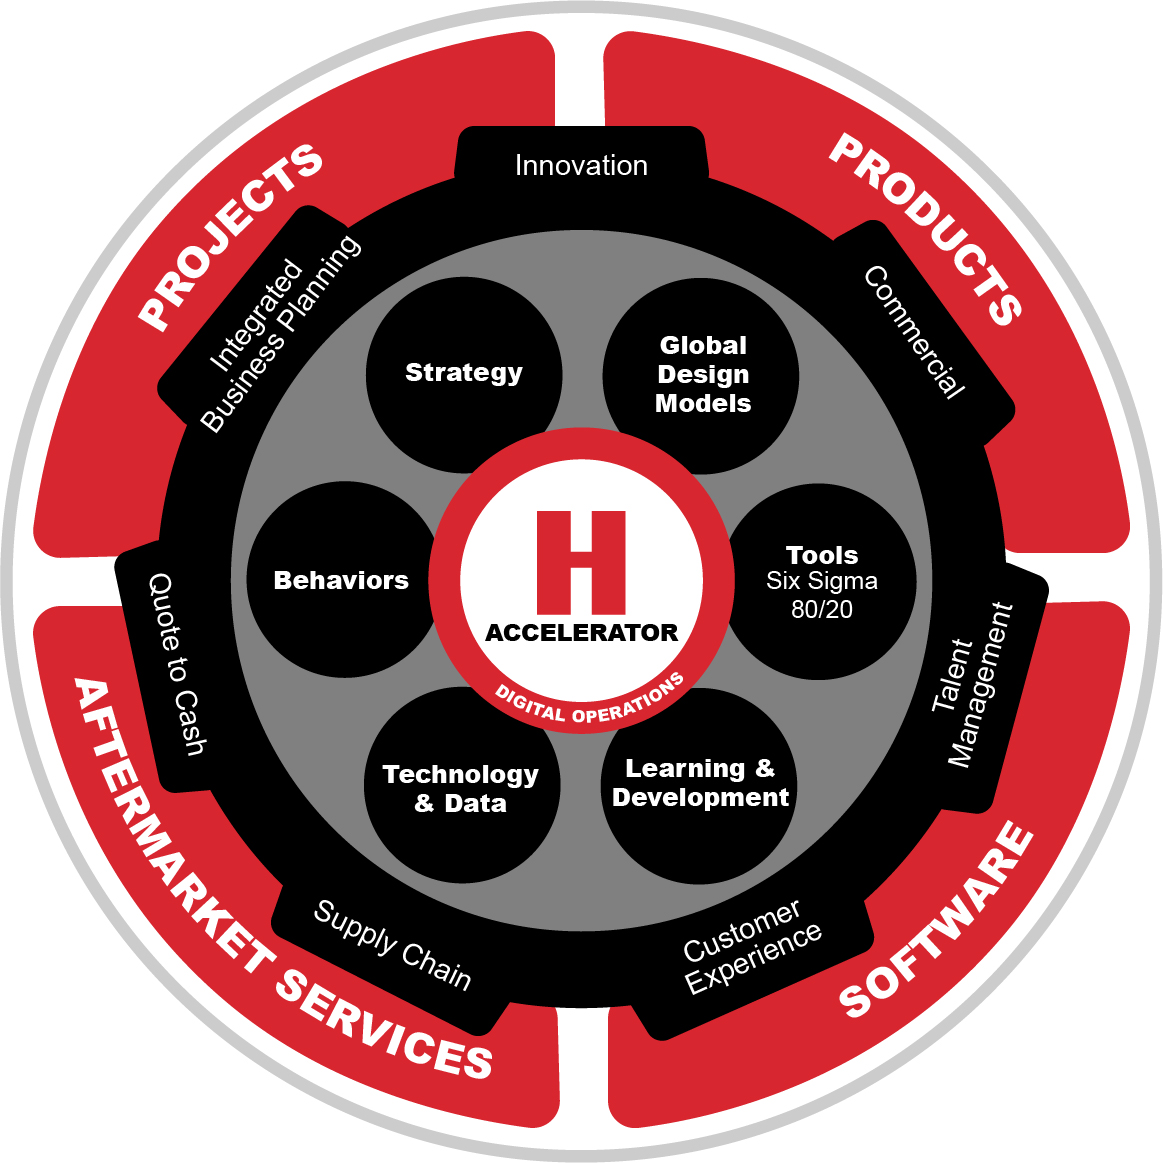 PROJECTS
PRODUCTS
Innovation
Integrated
Business Planning
Commercial
Strategy
Global
Design
Models
Behaviors
H
ACCELERATOR
DIGITAL OPERATIONS
Tools
Six Sigma
80/20
Quote to Cash
Talent
Management
Technology
& Data
Learning &
Development
Supply Chain
Customer
Experience
AFTERMARKET SERVICES
SOFTWARE